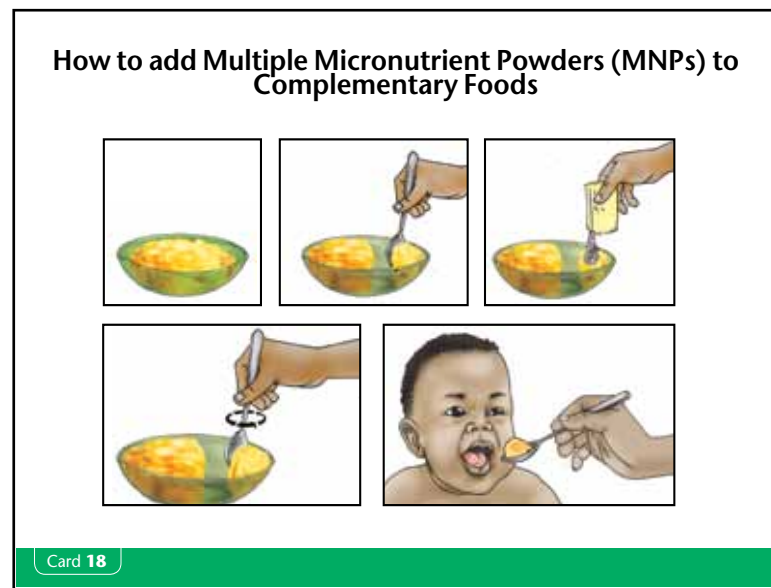 How to add Multiple Micronutrient Powders (MNPs) to
Complementary Foods
Card 18